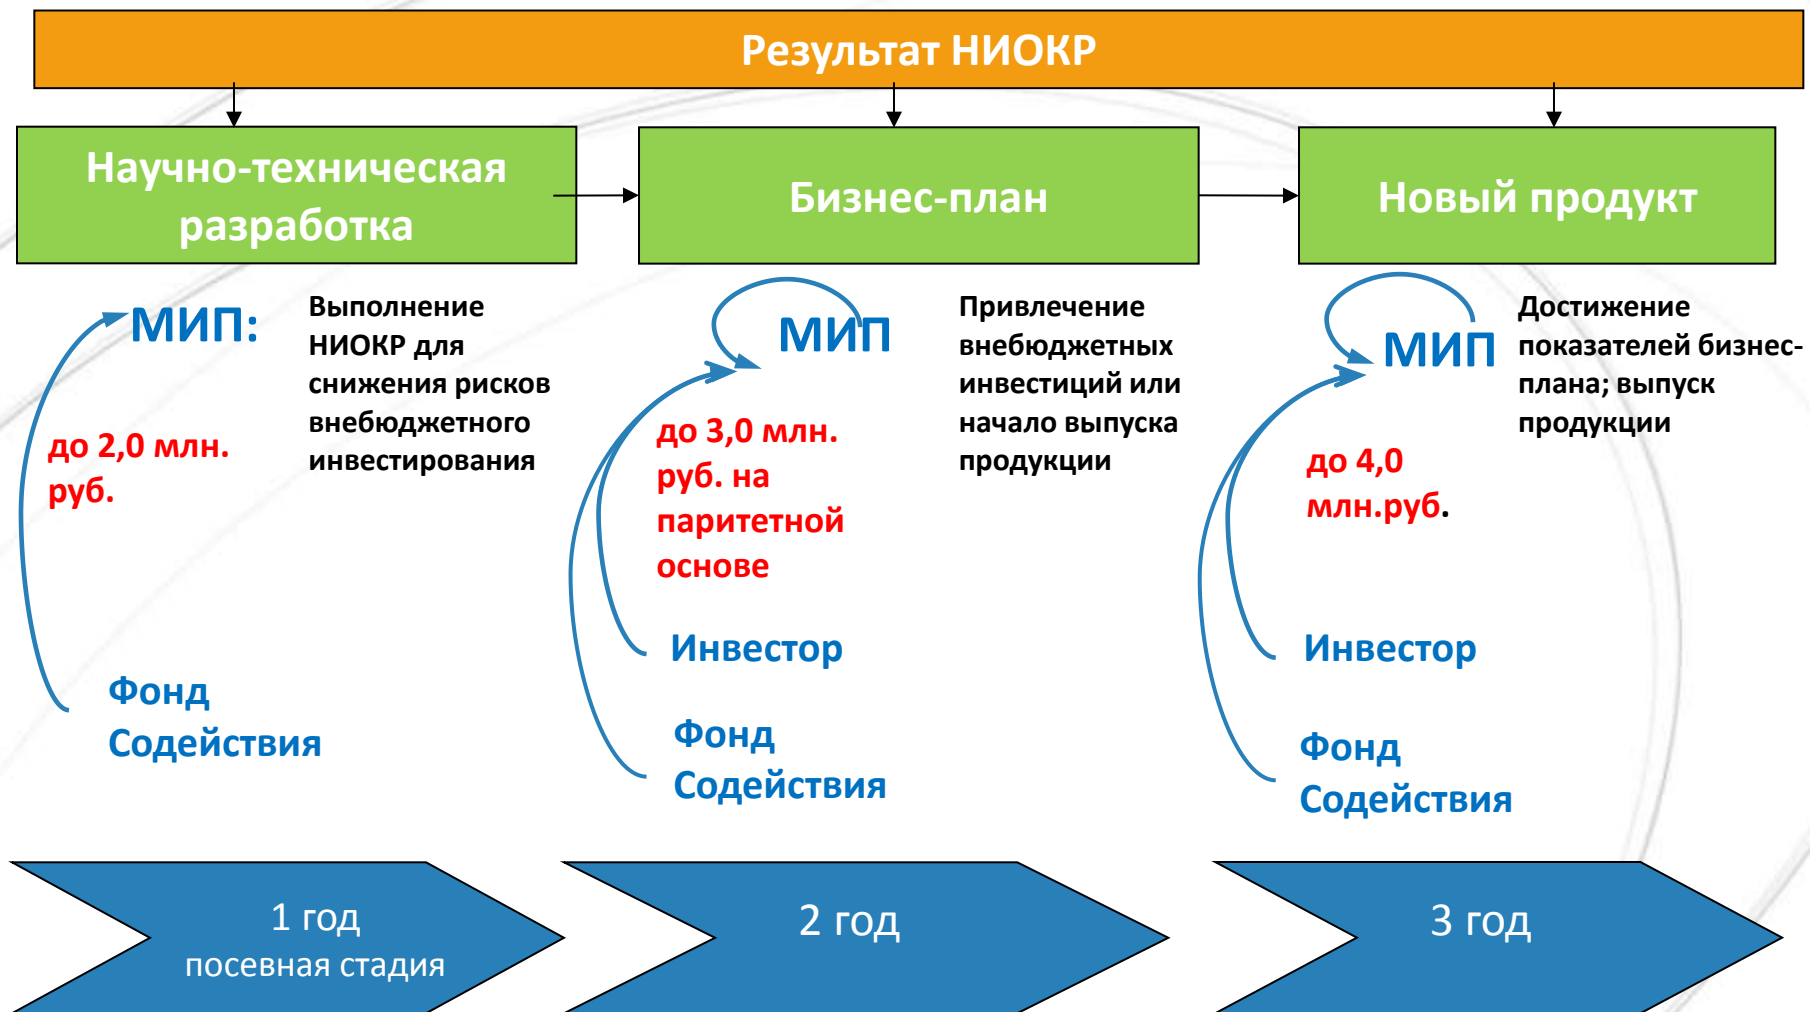 Результат НИОКР
Научно-техническая
разработка
Бизнес-план
Новый продукт
МИП:
Выполнение
НИОКР для
снижения рисков
внебюджетного
инвестирования
до 2,0 млн.
руб.
Фонд
Содействия
МИП
Привлечение
внебюджетных
инвестиций или
начало выпуска
продукции
до 3,0 млн.
руб. на
паритетной
основе
Инвестор
Фонд
Содействия
МИП
Достижение
показателей бизнес-
плана; выпуск
продукции
до 4,0
млн.руб.
Инвестор
Фонд
Содействия
1 год
посевная стадия
2 год
3 год